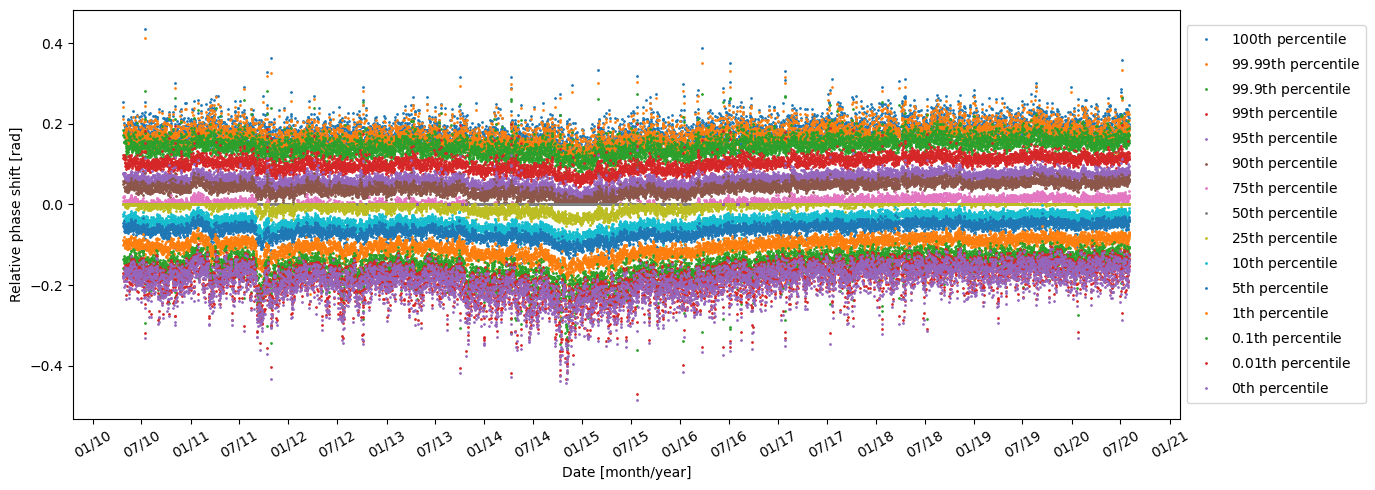 Relative phase shift [rad]
0.4
0.2
0.0
−0.2
−0.4
01/10
07/10
01/11
07/11
01/12
07/12
01/13
07/13
01/14
07/14
01/15
07/15
01/16
07/16
01/17
07/17
01/18
07/18
01/19
07/19
01/20
07/20
01/21
Date [month/year]
100th percentile
99.99th percentile
99.9th percentile
99th percentile
95th percentile
90th percentile
75th percentile
50th percentile
25th percentile
10th percentile
5th percentile
1th percentile
0.1th percentile
0.01th percentile
0th percentile